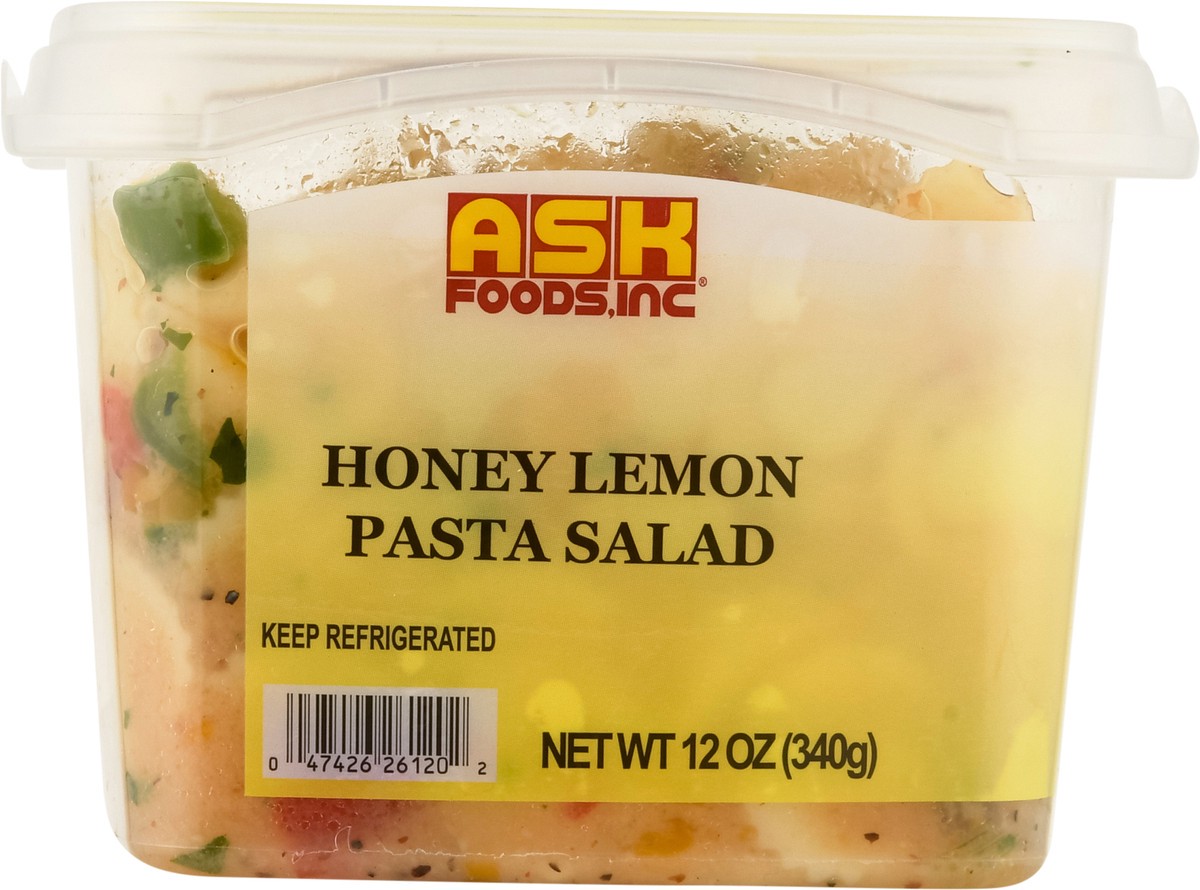 ASK
FOODS,INC®
HONEY LEMON
PASTA SALAD
KEEP REFRIGERATED
0 47426 26120 2
NET WT 12 OZ (340g)